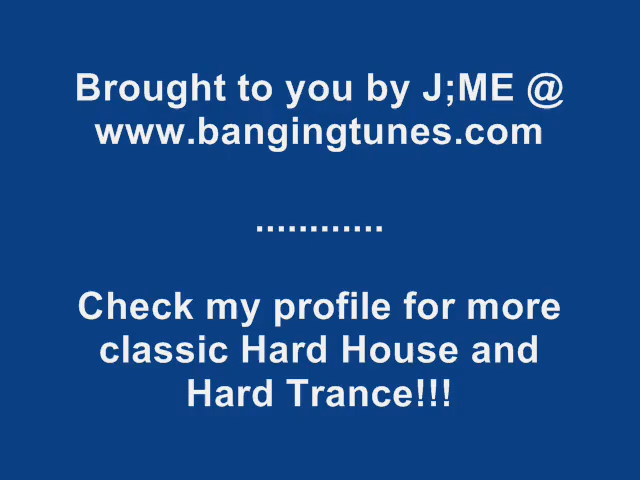 Brought to you by J;ME @
www.bangingtunes.com
............
Check my profile for more
classic Hard House and
Hard Trance!!!